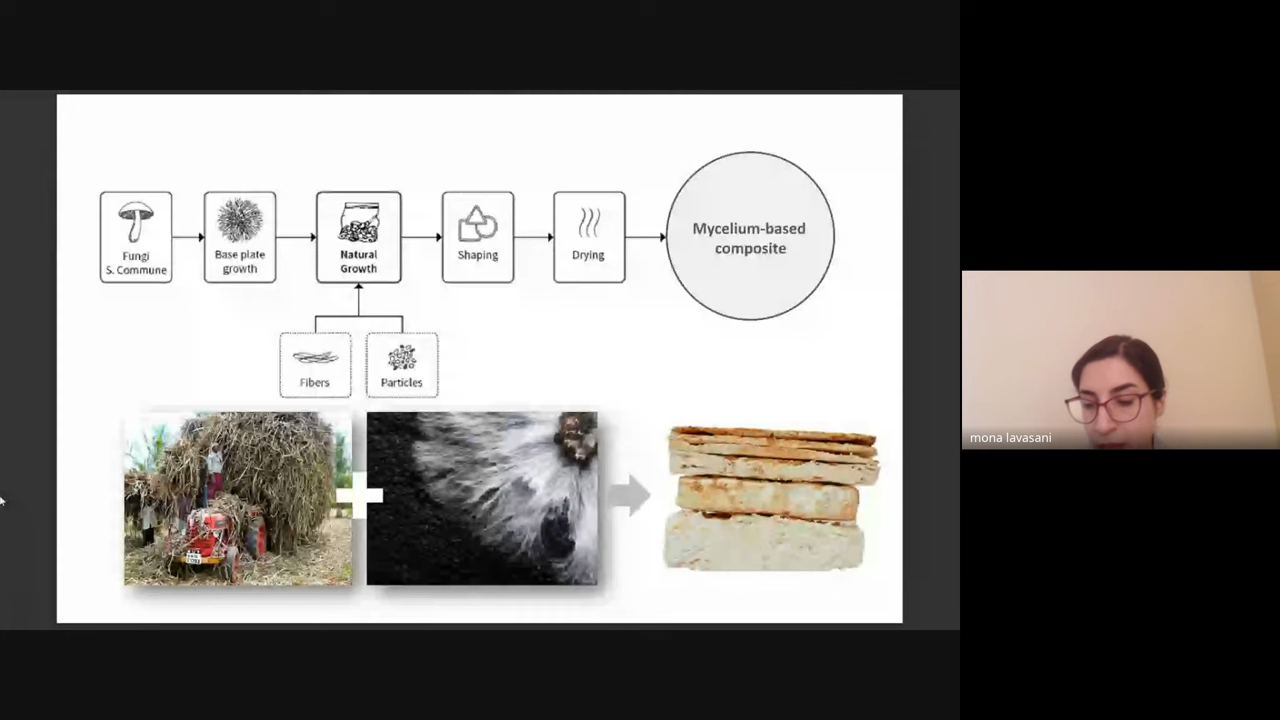 Fungi
S. Commune
Base plate
growth
Natural
Growth
Shaping
Drying
Mycelium-based
composite
Fibers
Particles
mona lavasani